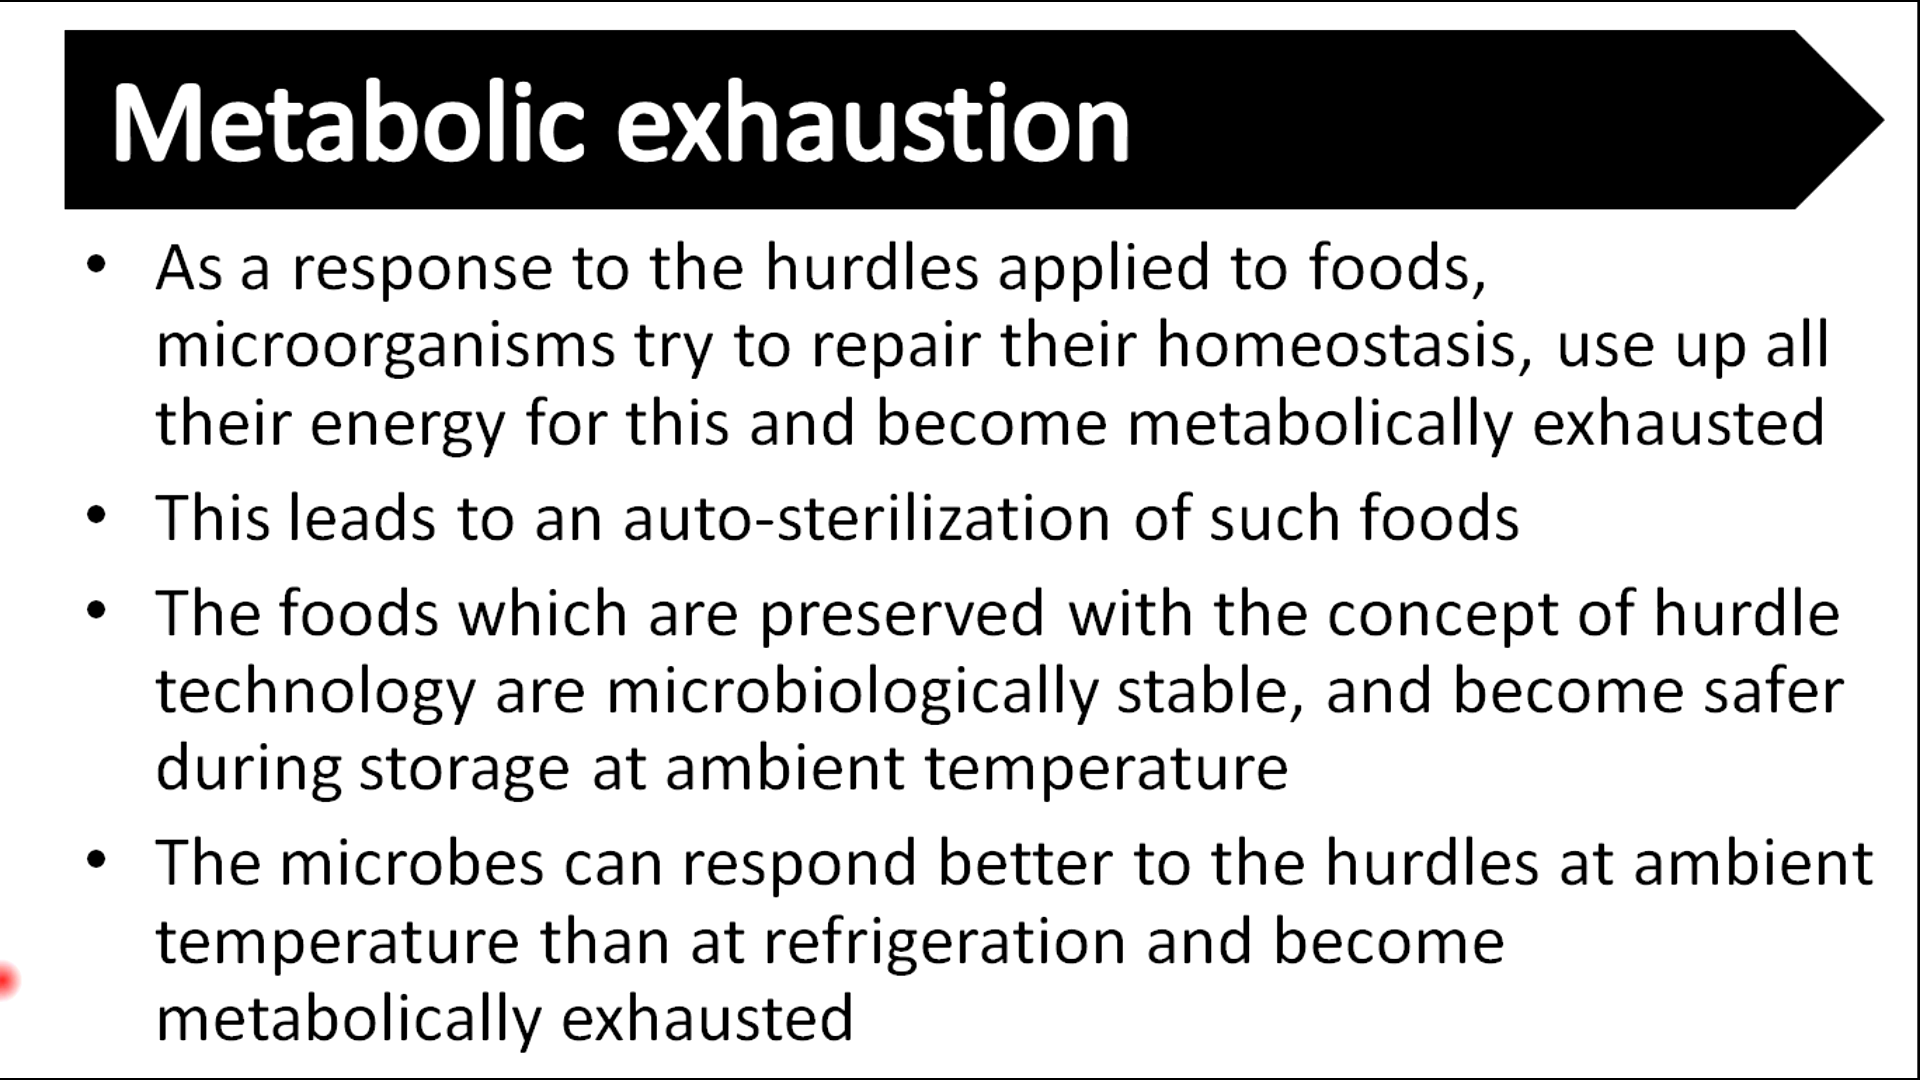 Metabolic exhaustion
• As a response to the hurdles applied to foods,
microorganisms try to repair their homeostasis, use up all
their energy for this and become metabolically exhausted
• This leads to an auto-sterilization of such foods
• The foods which are preserved with the concept of hurdle
technology are microbiologically stable, and become safer
during storage at ambient temperature
• The microbes can respond better to the hurdles at ambient
temperature than at refrigeration and become
metabolically exhausted